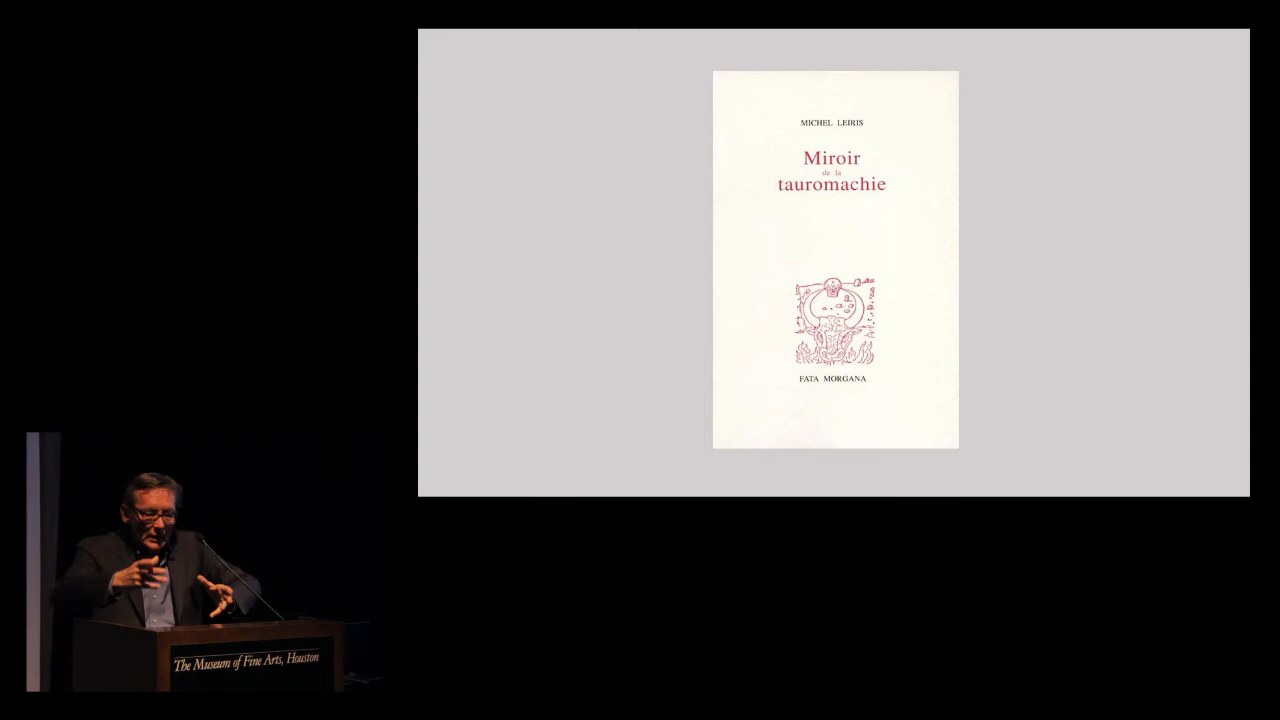 MICHEL LEIRIS
Miroir
de la
tauromachie
FATA MORGANA
The Museum of Fine Arts, Houston